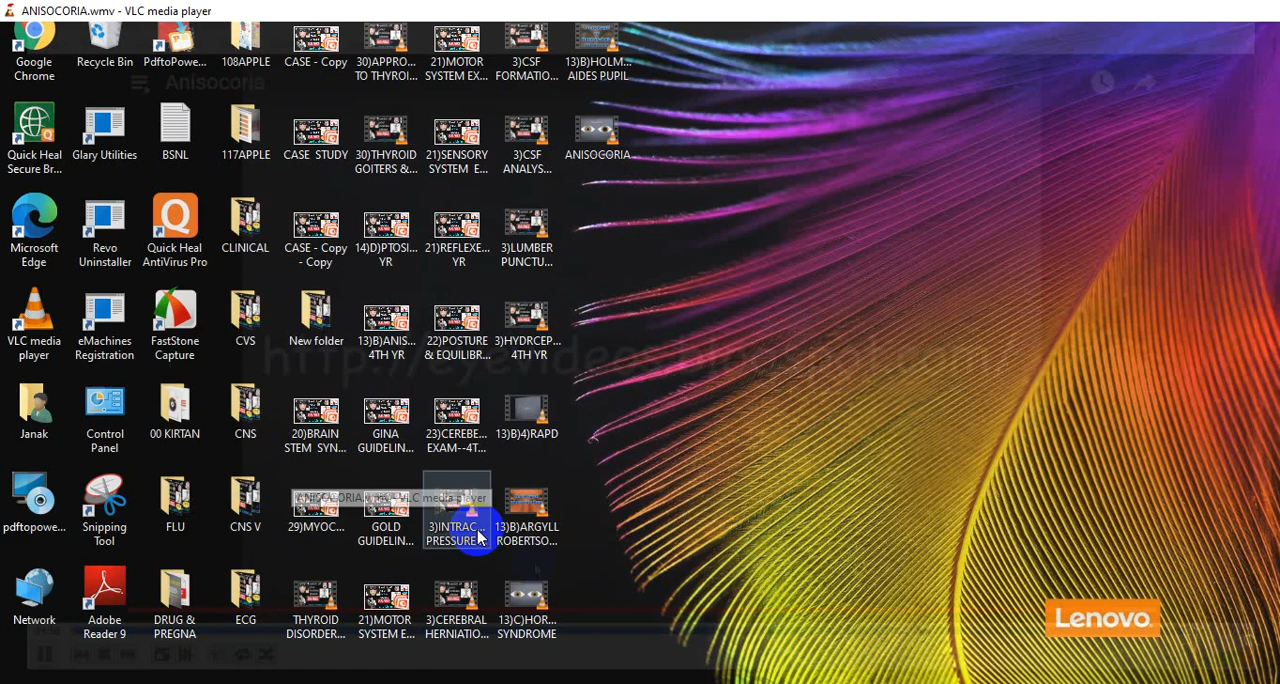 ANISOCORIA.wmv - VLC media player
Google Chrome
Recycle Bin
PdftoPowe...
108APPLE
CASE - Copy
30)APPRO... TO THYROI...
21)MOTOR SYSTEM EX...
3)CSF FORMATIO...
13)B)HOLM... AIDES PUPIL
Anisocoria
Quick Heal Secure Br...
Glary Utilities
BSNL
117APPLE
CASE STUDY
30)THYROID GOITERS &...
21)SENSORY SYSTEM E...
3)CSF ANALYS...
ANISOCORIA
Microsoft Edge
Revo Uninstaller
Quick Heal AntiVirus Pro
CLINICAL
CASE - Copy - Copy
14)D)PTOSI... YR
21)REFLEXE... YR
3)LUMBER PUNCTU...
VLC media player
eMachines Registration
FastStone Capture
CVS
New folder
13)B)ANIS... 4TH YR
22)POSTURE & EQUILIBR...
3)HYDRCEP... 4TH YR
Janak
Control Panel
00 KIRTAN
CNS
20)BRAIN STEM SYN...
GINA GUIDELIN...
23)CEREBE... EXAM--4T...
13)B)4)RAPD
ANISOCORIA.wmv - VLC media player
pdftopowe...
Snipping Tool
FLU
CNS V
29)MYOC...
GOLD GUIDELIN...
3)INTRAC... PRESSURE...
13)B)ARGYLL ROBERTSO...
Network
Adobe Reader 9
DRUG & PREGNA
ECG
THYROID DISORDER...
21)MOTOR SYSTEM E...
3)CEREBRAL HERNIATIO...
13)C)HOR... SYNDROME
Lenovo